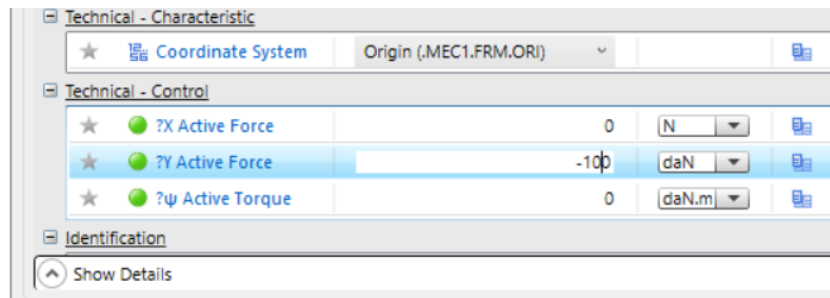 Technical - Characteristic
Coordinate System Origin (.MEC1.FRM.ORI)
Technical - Control
?X Active Force 0 N
?Y Active Force -100 daN
?ψ Active Torque 0 daN.m
Identification
Show Details